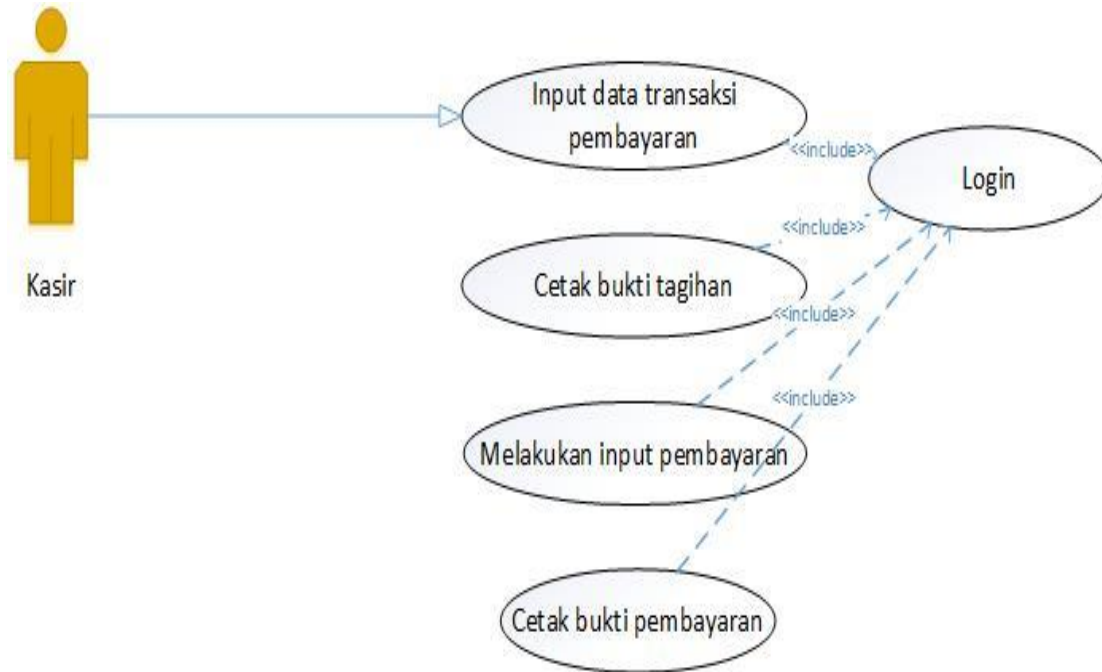 Input data transaksi
pembayaran
<<include>>
Login
<<include>>
Kasir
Cetak bukti tagihan
<<include>>
<<include>>
Melakukan input pembayaran
Cetak bukti pembayaran